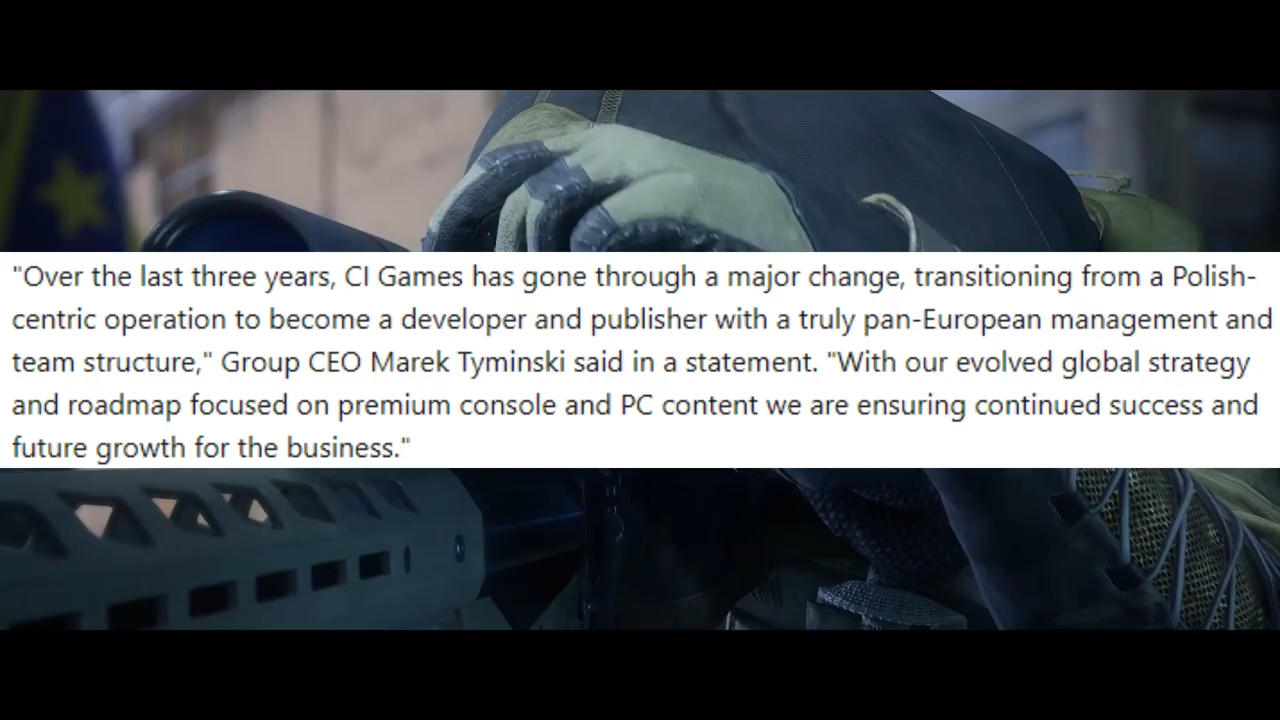 "Over the last three years, CI Games has gone through a major change, transitioning from a Polish-
centric operation to become a developer and publisher with a truly pan-European management and
team structure," Group CEO Marek Tyminski said in a statement. "With our evolved global strategy
and roadmap focused on premium console and PC content we are ensuring continued success and
future growth for the business."